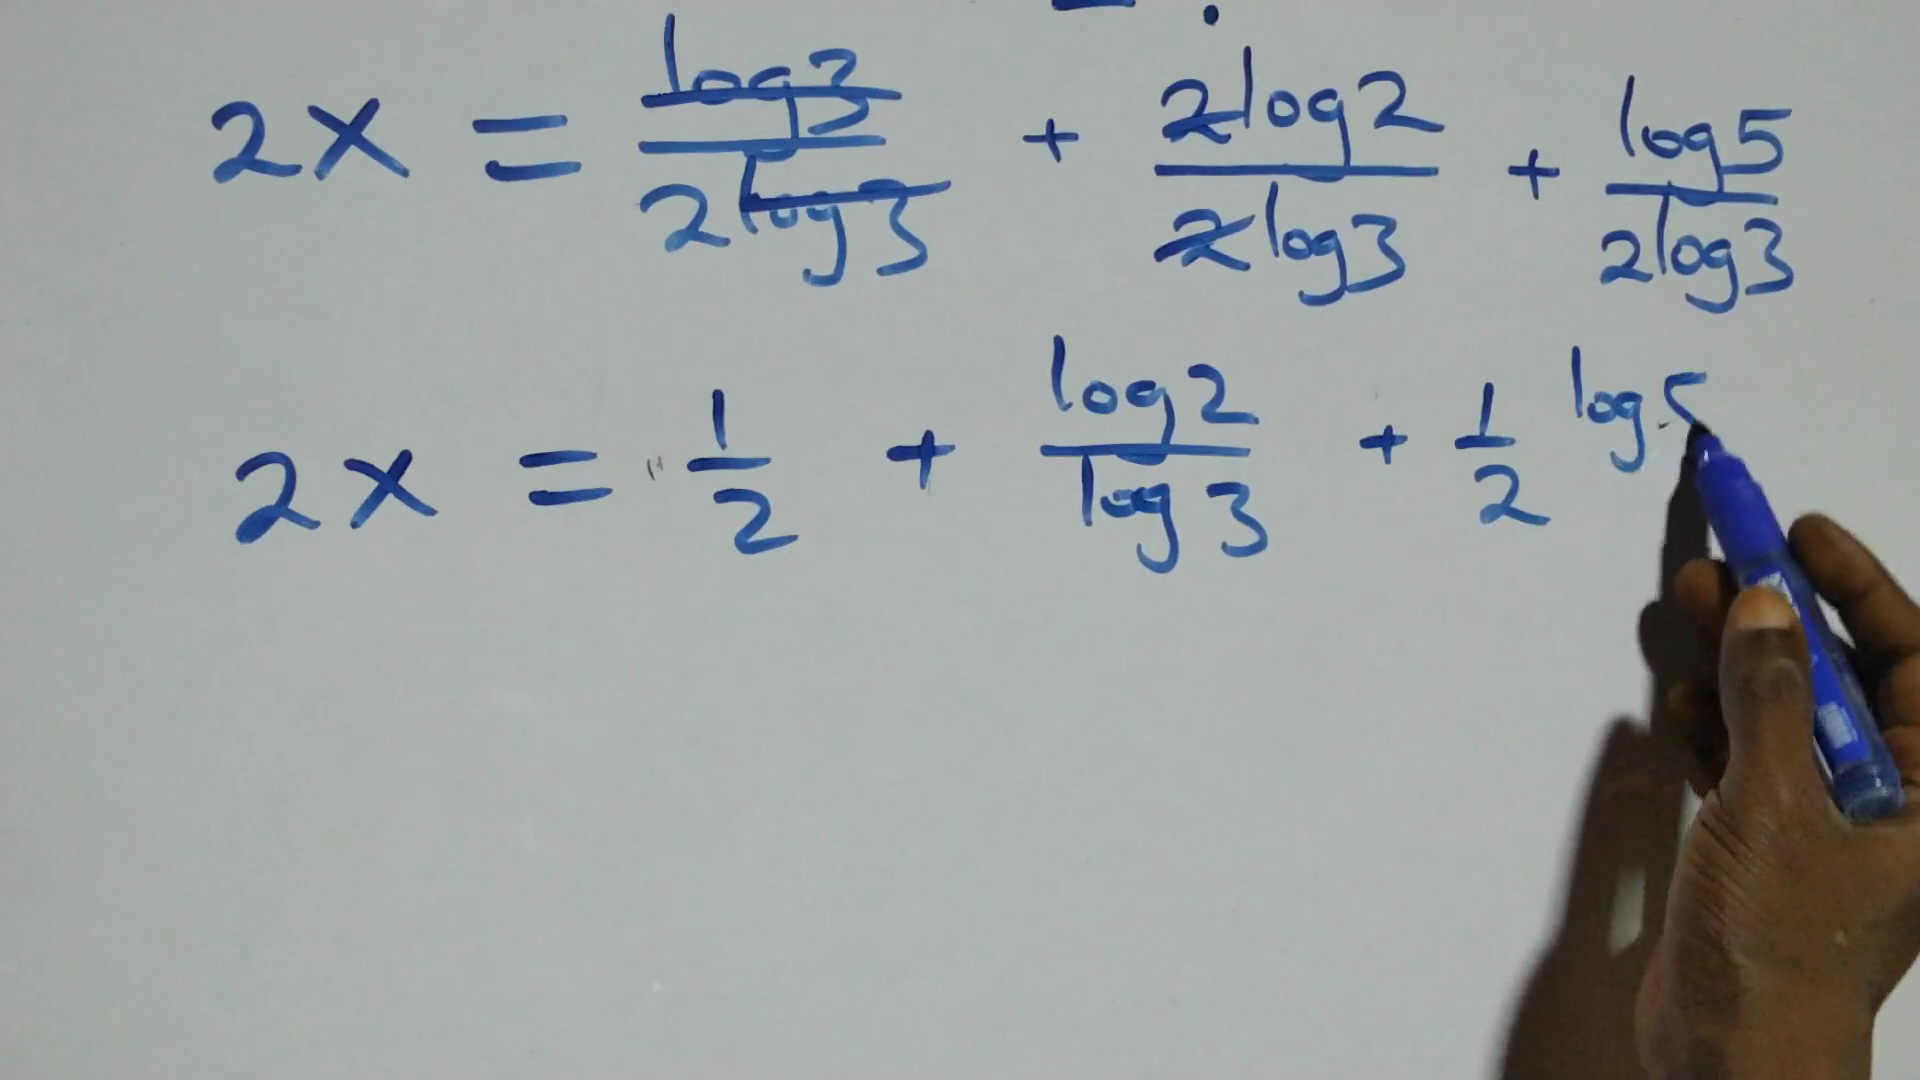 2x = log3/2log3 + 2log2/2log3 + log5/2log3
2x = 1/2 + log2/log3 + 1/2 log5